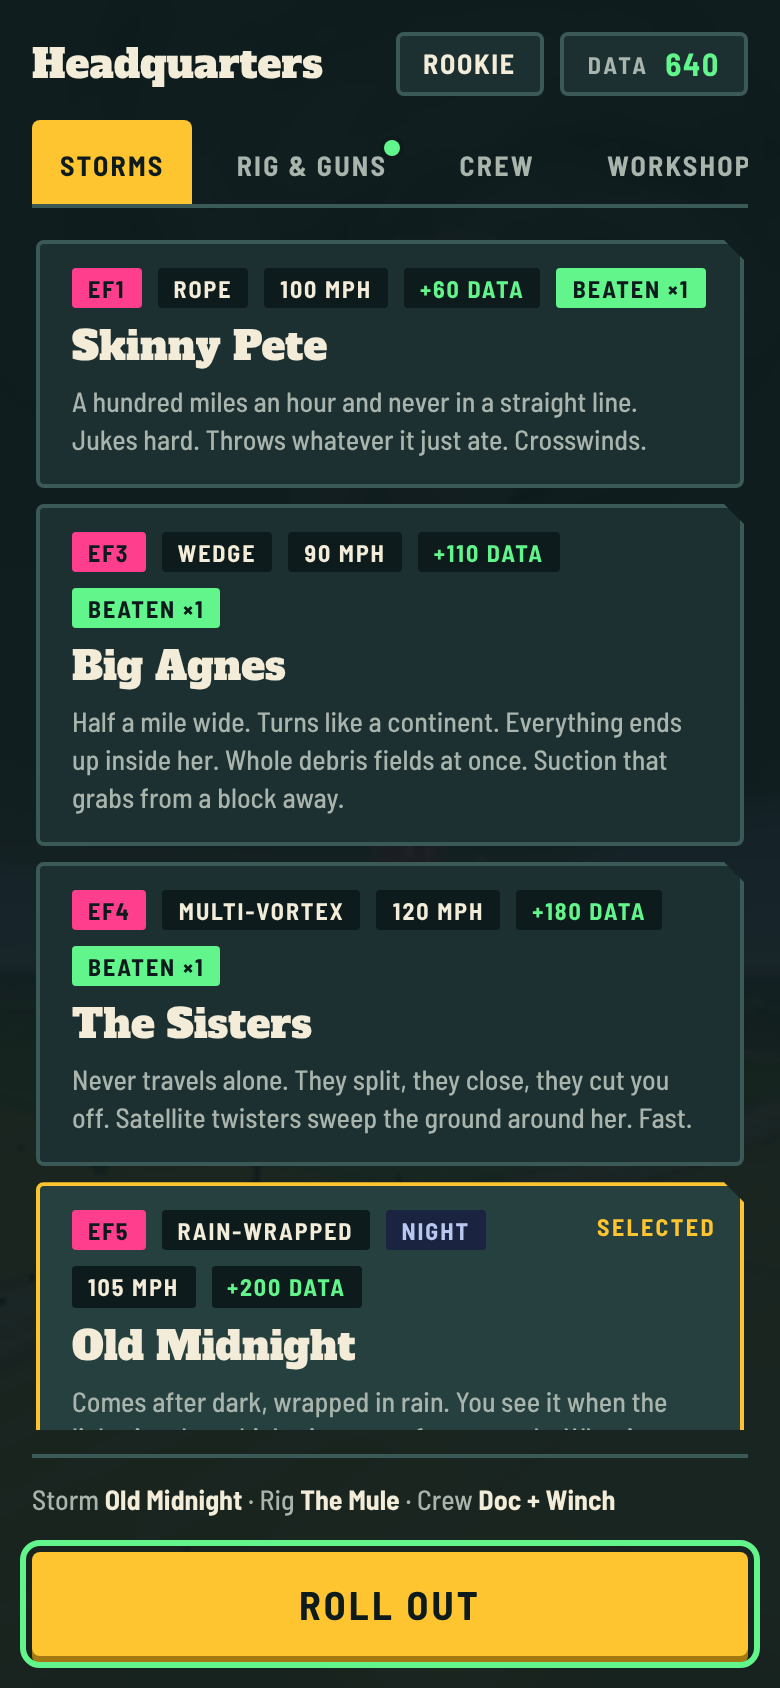 Headquarters
ROOKIE
DATA 640
STORMS
RIG & GUNS
CREW
WORKSHOP
EF1 ROPE 100 MPH +60 DATA BEATEN ×1
Skinny Pete
A hundred miles an hour and never in a straight line.
Jukes hard. Throws whatever it just ate. Crosswinds.
EF3 WEDGE 90 MPH +110 DATA
BEATEN ×1
Big Agnes
Half a mile wide. Turns like a continent. Everything ends
up inside her. Whole debris fields at once. Suction that
grabs from a block away.
EF4 MULTI-VORTEX 120 MPH +180 DATA
BEATEN ×1
The Sisters
Never travels alone. They split, they close, they cut you
off. Satellite twisters sweep the ground around her. Fast.
EF5 RAIN-WRAPPED NIGHT SELECTED
105 MPH +200 DATA
Old Midnight
Comes after dark, wrapped in rain. You see it when the
Storm Old Midnight · Rig The Mule · Crew Doc + Winch
ROLL OUT